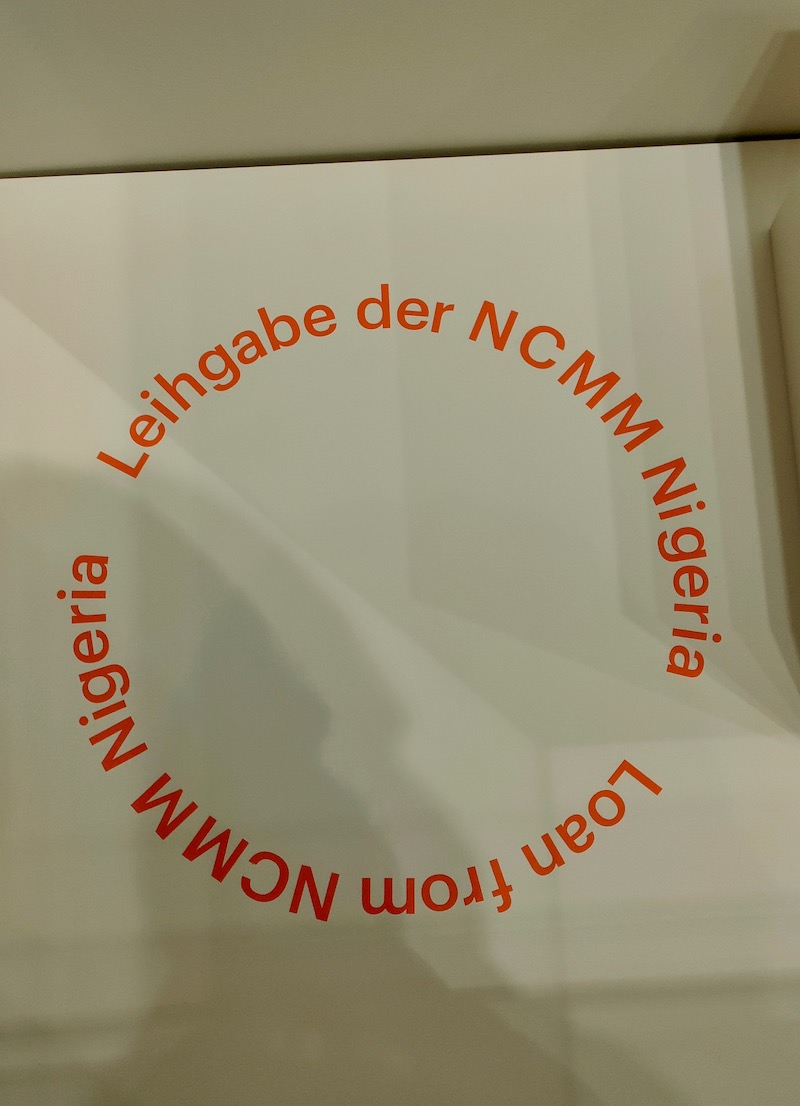 Leihgabe der NCMM Nigeria
Loan from NCMM Nigeria